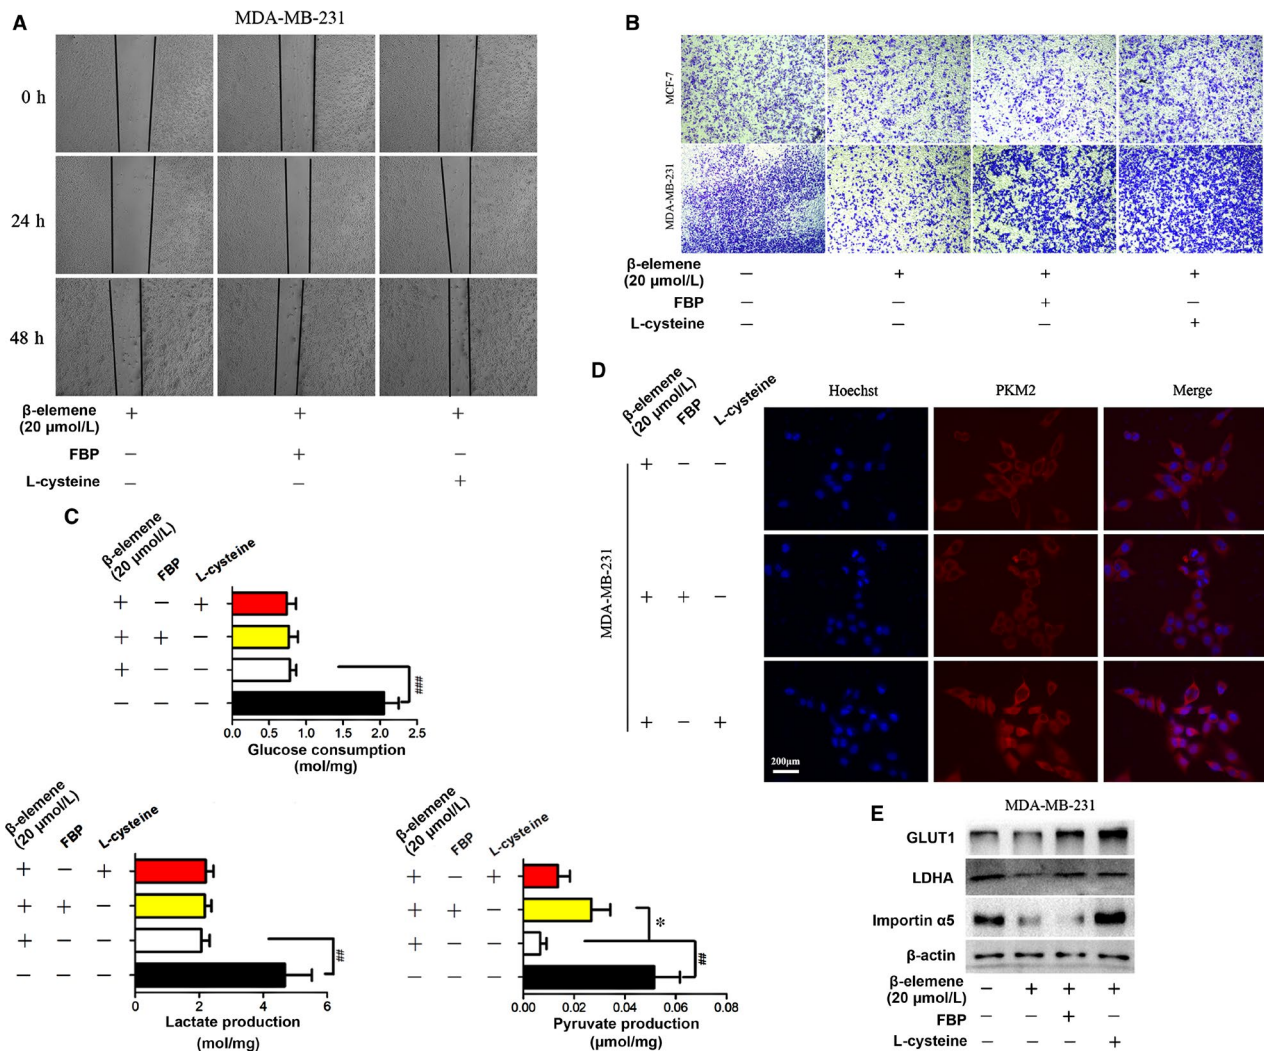 A
MDA-MB-231
0 h
24 h
48 h
β-elemene + + +
(20 μmol/L)
FBP − + −
L-cysteine − − +
B
MCF-7
MDA-MB-231
β-elemene − + + +
(20 μmol/L)
FBP − − + −
L-cysteine − − − +
C
β-elemene
(20 μmol/L)
FBP
L-cysteine
+ − +
+ + −
+ − −
− − −
###
0.0 0.5 1.0 1.5 2.0 2.5
Glucose consumption
(mol/mg)
β-elemene
(20 μmol/L)
FBP
L-cysteine
+ − +
+ + −
+ − −
− − −
##
0 2 4 6
Lactate production
(mol/mg)
β-elemene
(20 μmol/L)
FBP
L-cysteine
+ − +
+ + −
+ − −
− − −
*
##
0.00 0.02 0.04 0.06 0.08
Pyruvate production
(μmol/mg)
D
β-elemene
(20 μmol/L)
FBP
L-cysteine
Hoechst PKM2 Merge
MDA-MB-231
+ − −
+ + −
+ − +
200μm
E
MDA-MB-231
GLUT1
LDHA
Importin α5
β-actin
β-elemene − + + +
(20 μmol/L)
FBP − − + −
L-cysteine − − − +